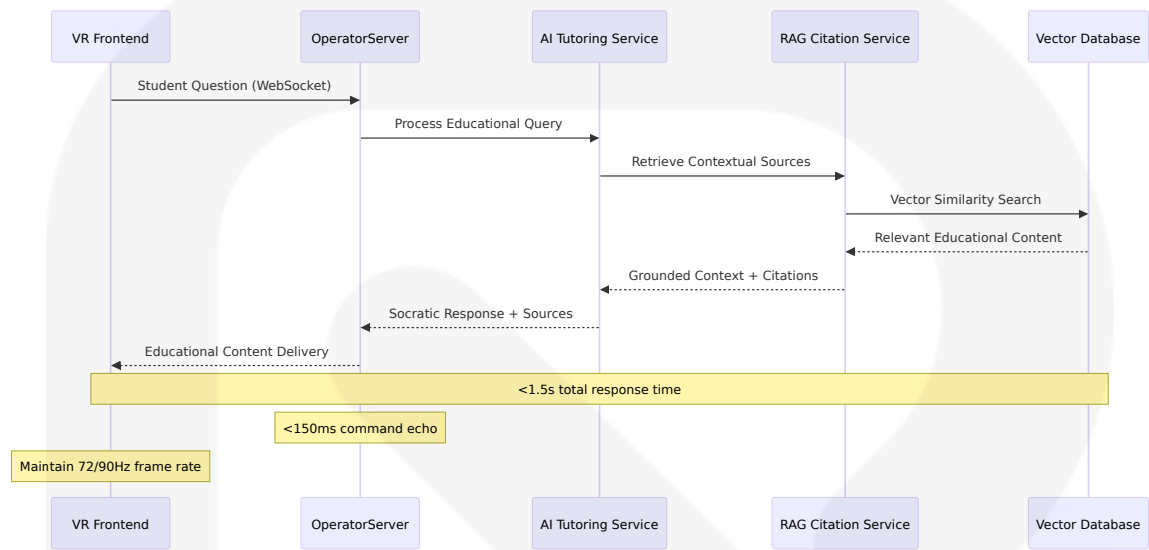 VR Frontend
OperatorServer
AI Tutoring Service
RAG Citation Service
Vector Database
Student Question (WebSocket)
Process Educational Query
Retrieve Contextual Sources
Vector Similarity Search
Relevant Educational Content
Grounded Context + Citations
Socratic Response + Sources
Educational Content Delivery
<1.5s total response time
<150ms command echo
Maintain 72/90Hz frame rate
VR Frontend
OperatorServer
AI Tutoring Service
RAG Citation Service
Vector Database